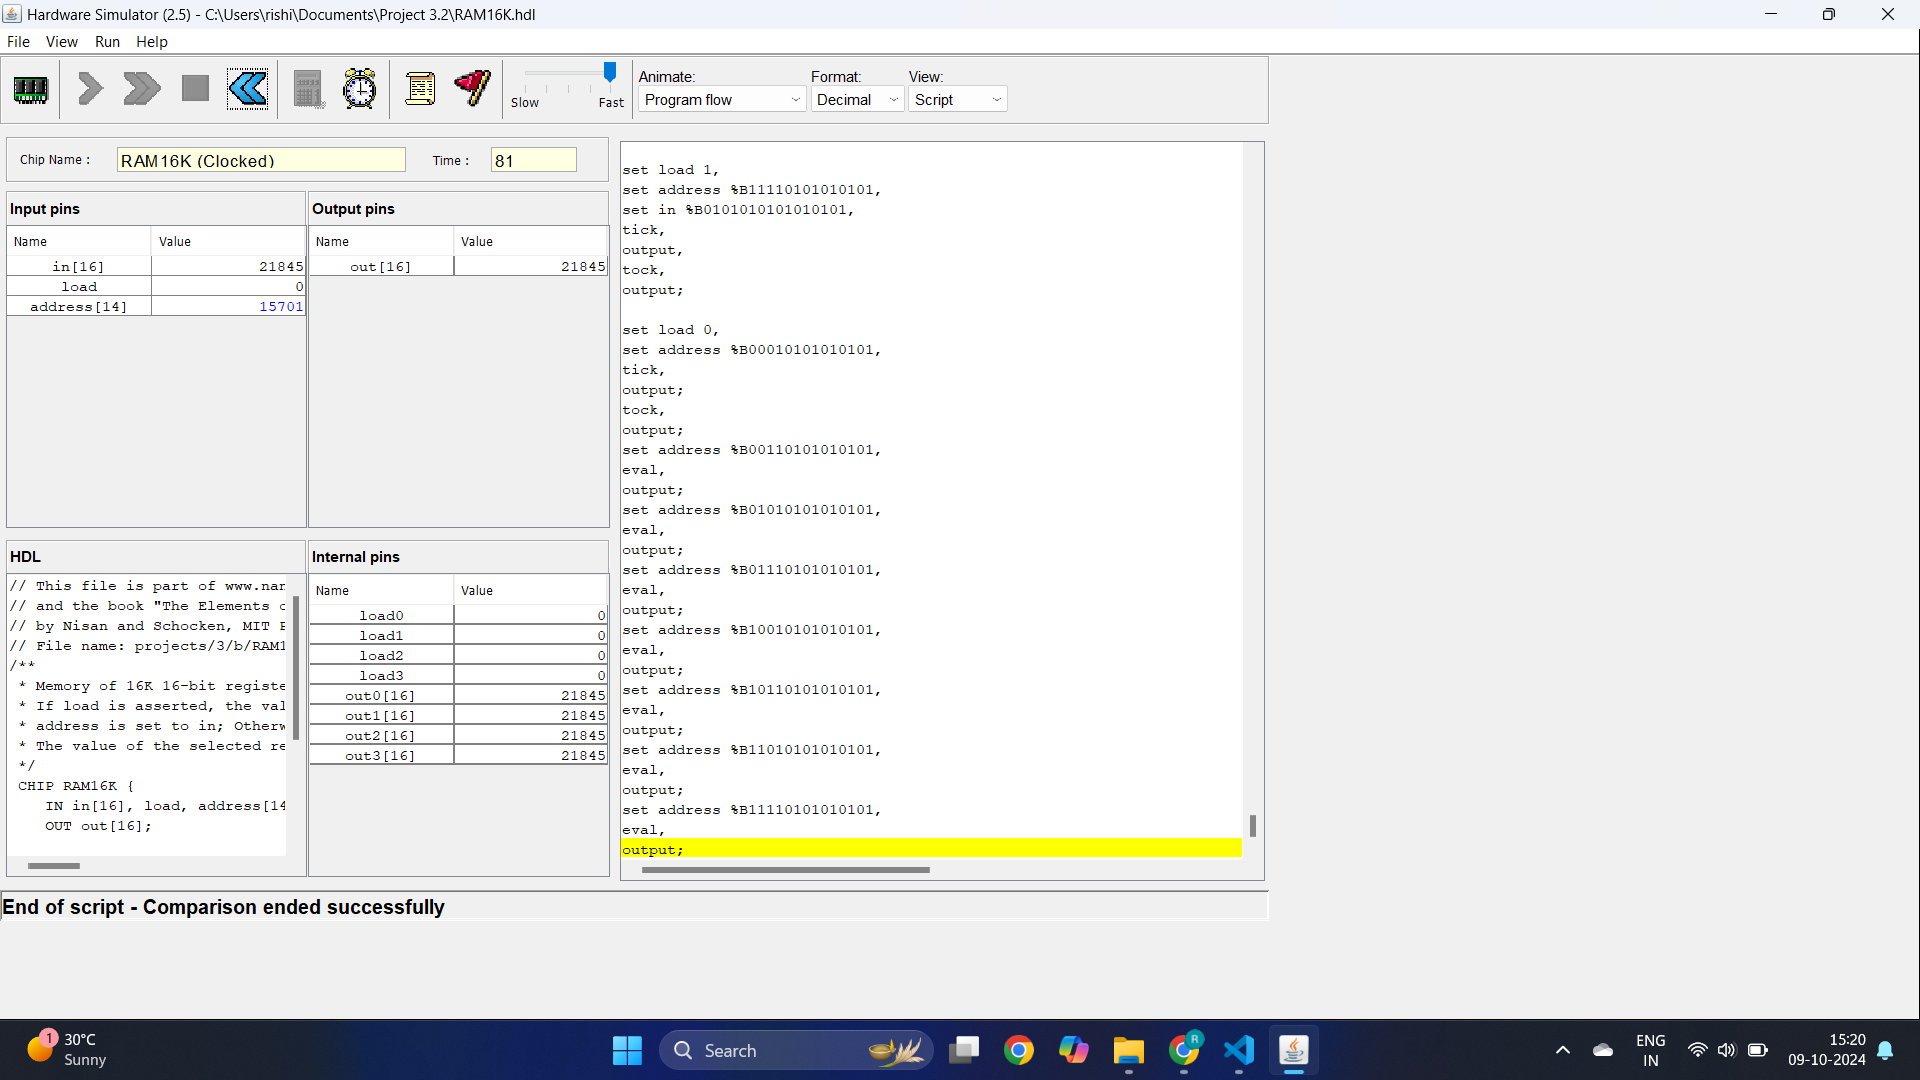 Hardware Simulator (2.5) - C:\Users\rishi\Documents\Project 3.2\RAM16K.hdl
File View Run Help
Slow Fast
Animate: Format: View:
Program flow Decimal Script
Chip Name : RAM16K (Clocked) Time : 81
Input pins
Name Value
in[16] 21845
load 0
address[14] 15701
Output pins
Name Value
out[16] 21845
HDL
// This file is part of www.nan
// and the book "The Elements o
// by Nisan and Schocken, MIT P
// File name: projects/3/b/RAM1
/**
* Memory of 16K 16-bit registe
* If load is asserted, the val
* address is set to in; Otherw
* The value of the selected re
*/
CHIP RAM16K {
IN in[16], load, address[14
OUT out[16];
Internal pins
Name Value
load0 0
load1 0
load2 0
load3 0
out0[16] 21845
out1[16] 21845
out2[16] 21845
out3[16] 21845
set load 1,
set address %B11110101010101,
set in %B0101010101010101,
tick,
output,
tock,
output;
set load 0,
set address %B00010101010101,
tick,
output;
tock,
output;
set address %B00110101010101,
eval,
output;
set address %B01010101010101,
eval,
output;
set address %B01110101010101,
eval,
output;
set address %B10010101010101,
eval,
output;
set address %B10110101010101,
eval,
output;
set address %B11010101010101,
eval,
output;
set address %B11110101010101,
eval,
output;
End of script - Comparison ended successfully
1
30°C
Sunny
Search
R
ENG
IN
15:20
09-10-2024